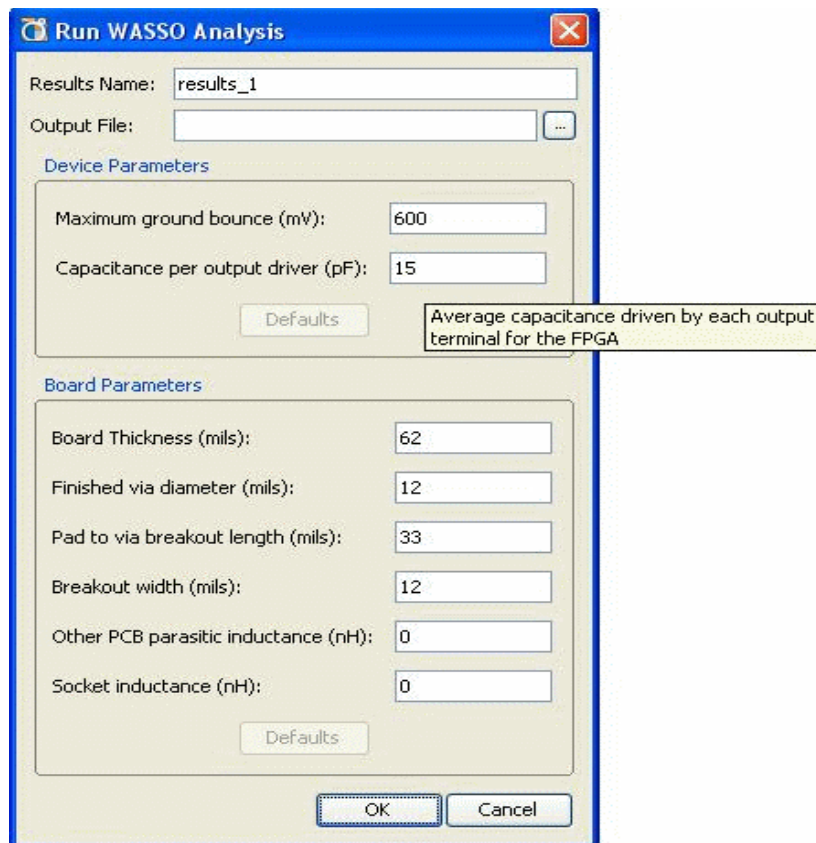 Run WASSO Analysis
Results Name: results_1
Output File: ...
Device Parameters
Maximum ground bounce (mV): 600
Capacitance per output driver (pF): 15
Defaults
Average capacitance driven by each output
terminal for the FPGA
Board Parameters
Board Thickness (mils): 62
Finished via diameter (mils): 12
Pad to via breakout length (mils): 33
Breakout width (mils): 12
Other PCB parasitic inductance (nH): 0
Socket inductance (nH): 0
Defaults
OK Cancel